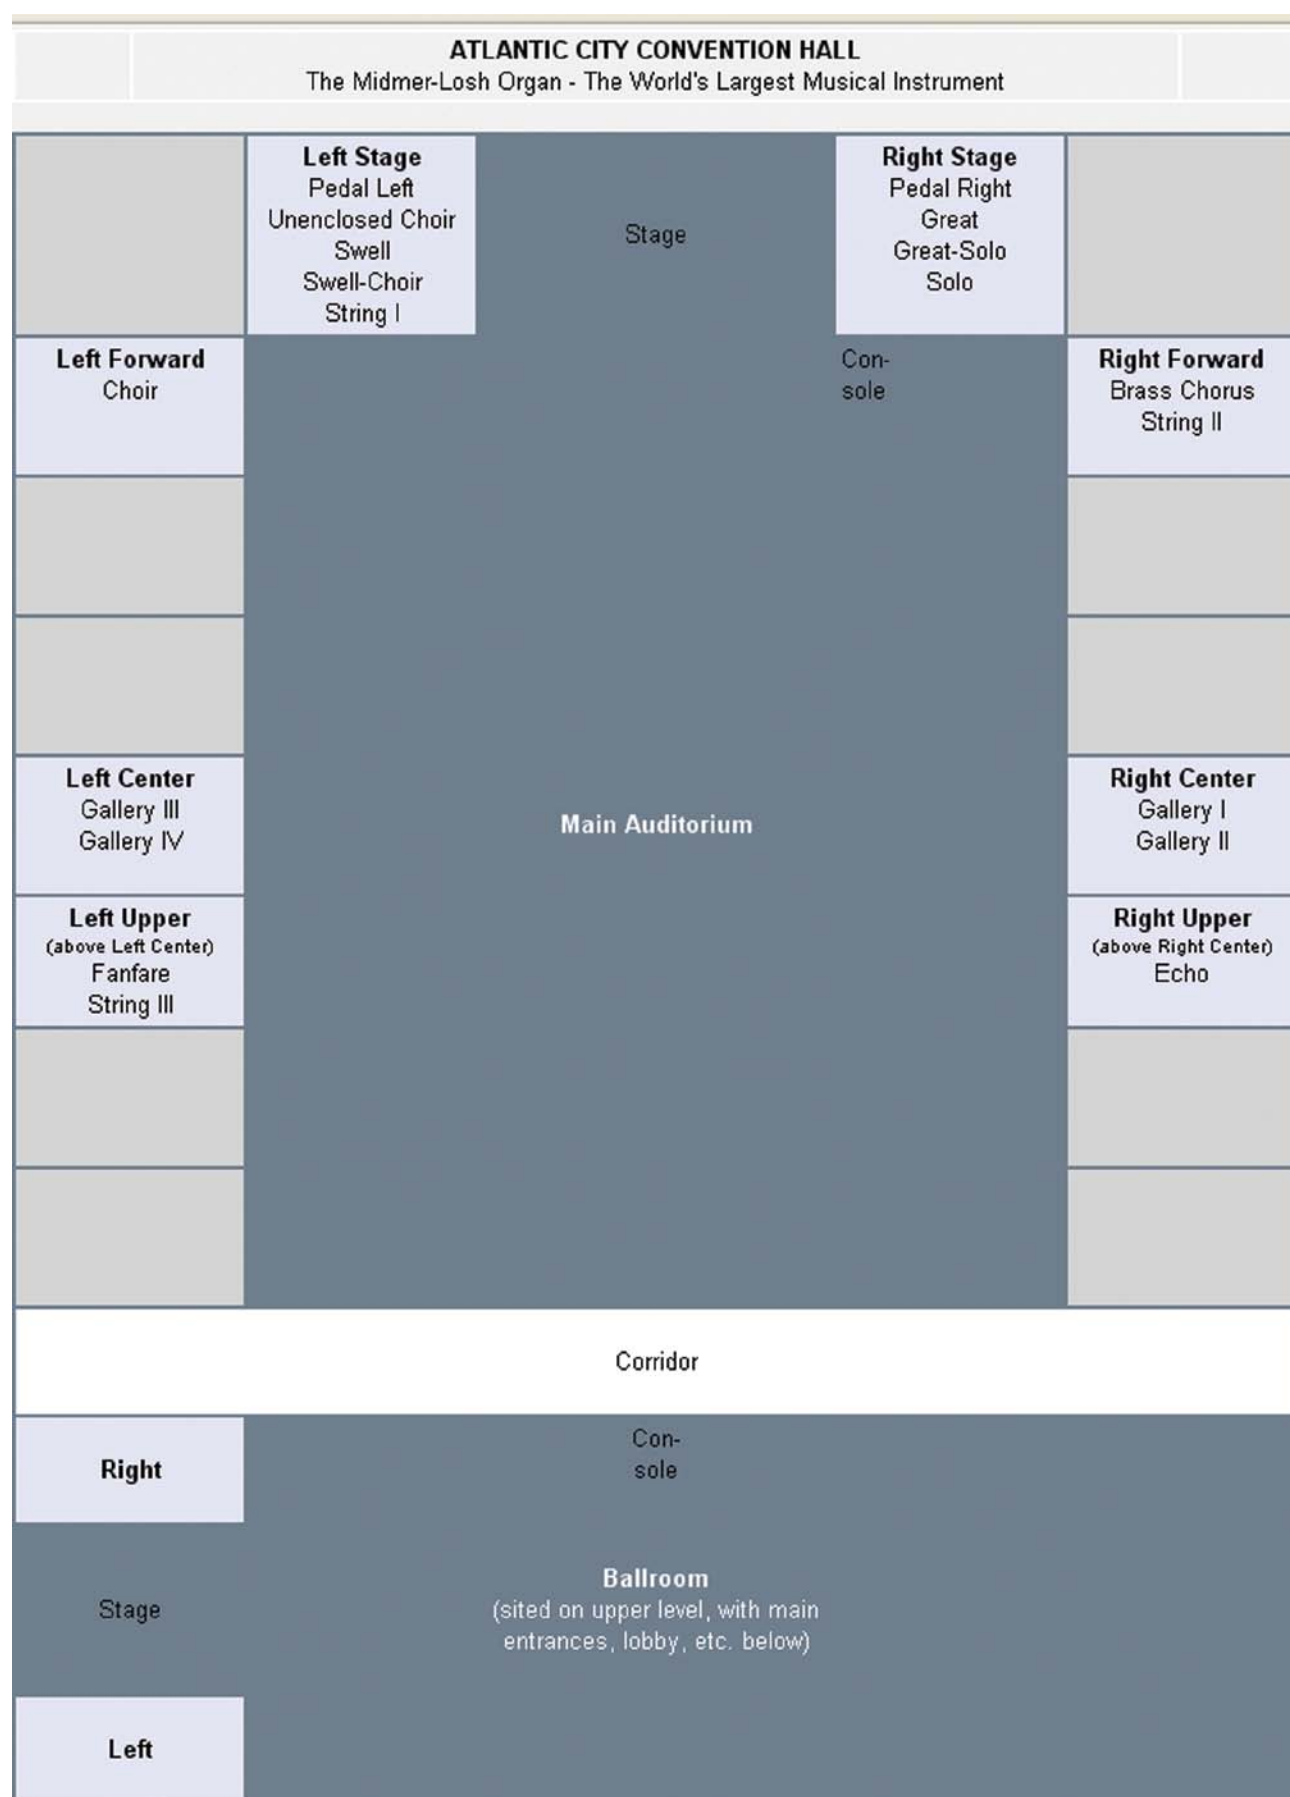 ATLANTIC CITY CONVENTION HALL
The Midmer-Losh Organ - The World's Largest Musical Instrument
Left Stage
Pedal Left
Unenclosed Choir
Swell
Swell-Choir
String I
Stage
Right Stage
Pedal Right
Great
Great-Solo
Solo
Left Forward
Choir
Con-
sole
Right Forward
Brass Chorus
String II
Left Center
Gallery III
Gallery IV
Main Auditorium
Right Center
Gallery I
Gallery II
Left Upper
(above Left Center)
Fanfare
String III
Right Upper
(above Right Center)
Echo
Corridor
Right
Con-
sole
Stage
Ballroom
(sited on upper level, with main
entrances, lobby, etc. below)
Left